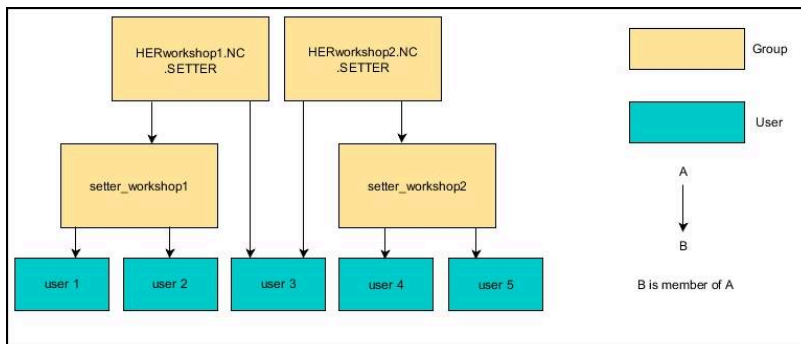 HERworkshop1.NC
.SETTER
HERworkshop2.NC
.SETTER
Group
User
setter_workshop1
setter_workshop2
A
B
user 1
user 2
user 3
user 4
user 5
B is member of A